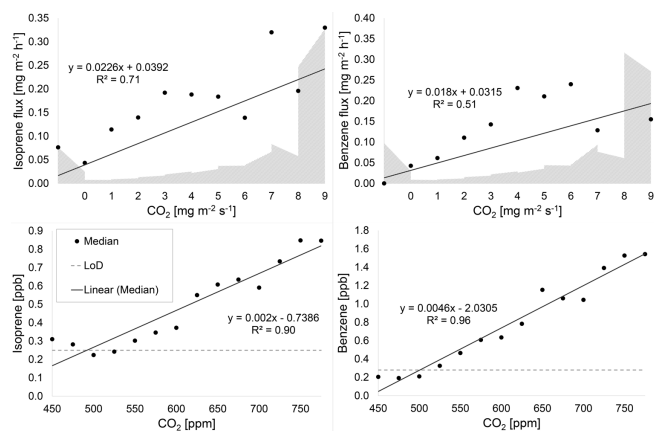 0.35
0.30
0.25
0.20
0.15
0.10
0.05
0.00
Isoprene flux [mg m⁻² h⁻¹]
y = 0.0226x + 0.0392
R² = 0.71
0 1 2 3 4 5 6 7 8 9
CO₂ [mg m⁻² s⁻¹]
0.40
0.35
0.30
0.25
0.20
0.15
0.10
0.05
0.00
Benzene flux [mg m⁻² h⁻¹]
y = 0.018x + 0.0315
R² = 0.51
0 1 2 3 4 5 6 7 8 9
CO₂ [mg m⁻² s⁻¹]
0.9
0.8
0.7
0.6
0.5
0.4
0.3
0.2
0.1
0.0
Isoprene [ppb]
Median
LoD
Linear (Median)
y = 0.002x - 0.7386
R² = 0.90
450 500 550 600 650 700 750
CO₂ [ppm]
1.8
1.6
1.4
1.2
1.0
0.8
0.6
0.4
0.2
0.0
Benzene [ppb]
y = 0.0046x - 2.0305
R² = 0.96
450 500 550 600 650 700 750
CO₂ [ppm]